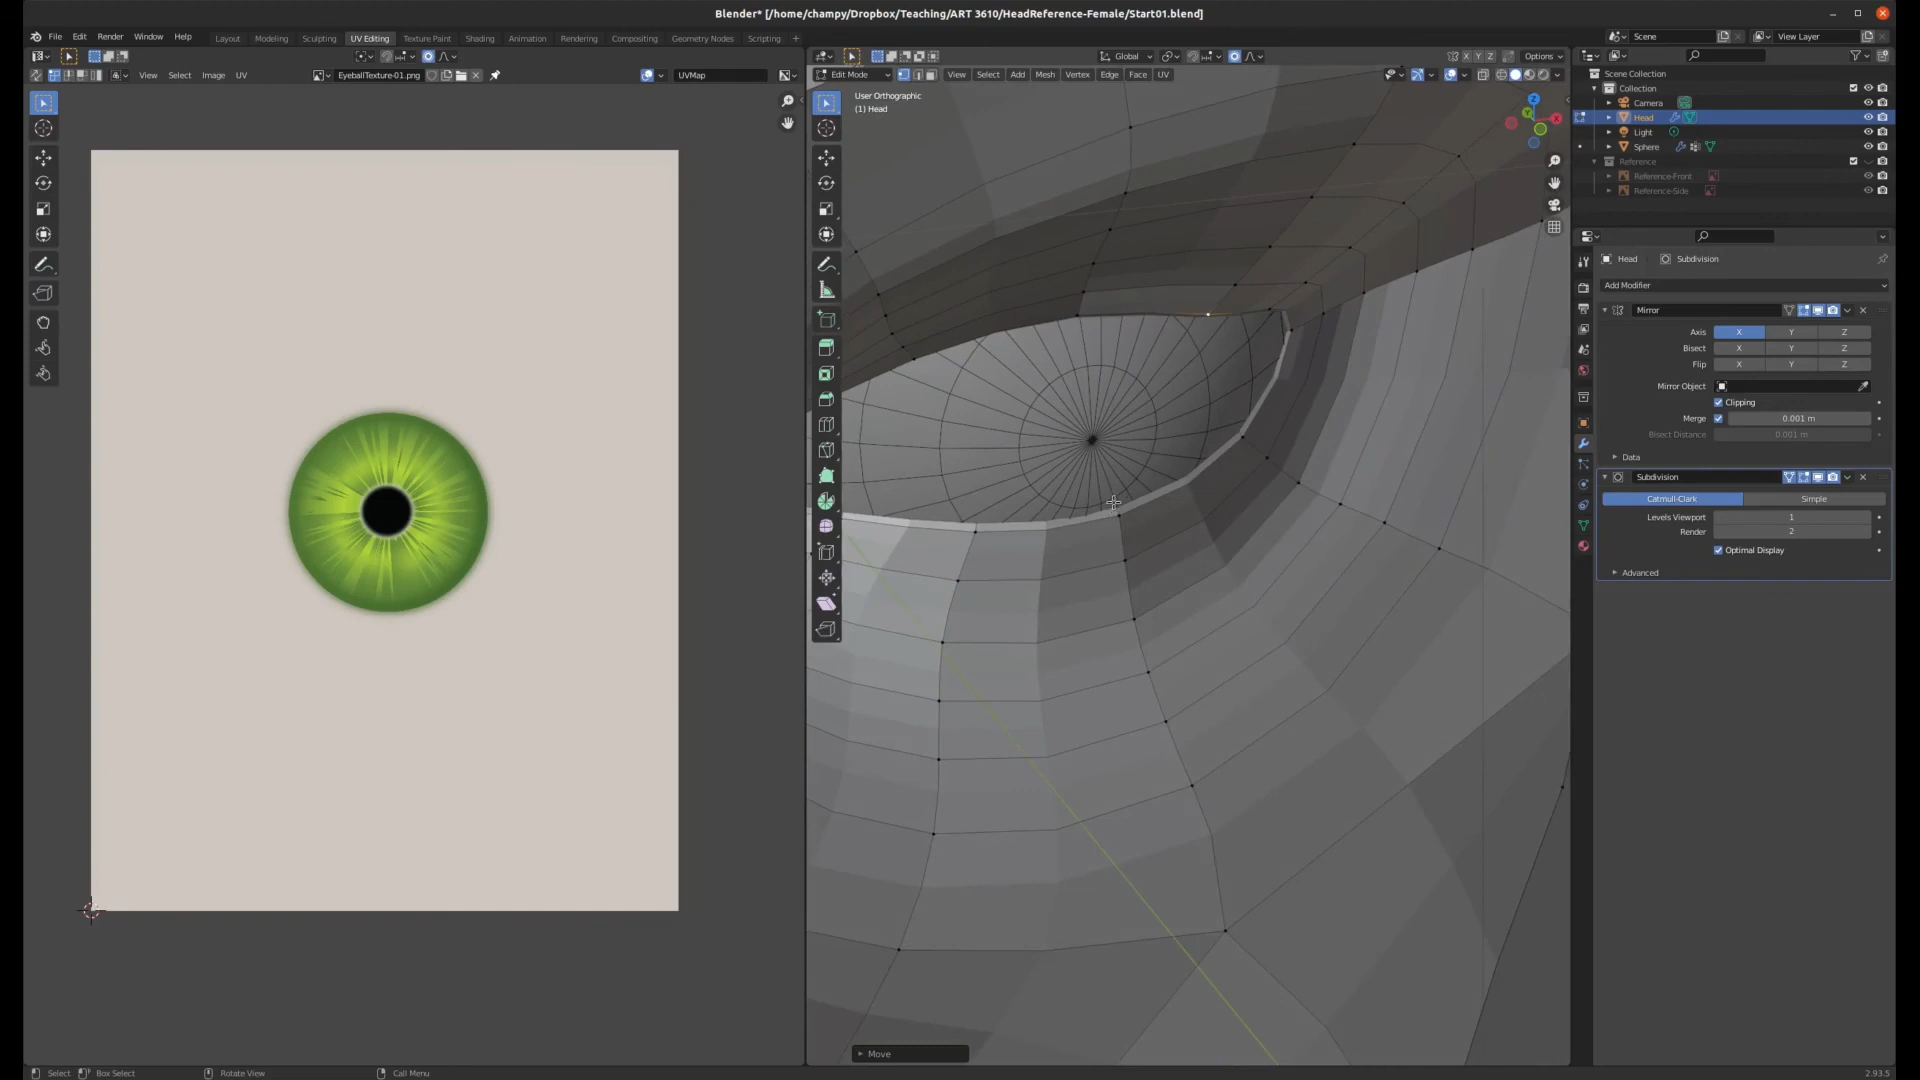 Blender* [/home/champy/Dropbox/Teaching/ART 3610/HeadReference-Female/Start01.blend]
File Edit Render Window Help Layout Modeling Sculpting UV Editing Texture Paint Shading Animation Rendering Compositing Geometry Nodes Scripting + Scene View Layer
Global Options
View Select Image UV EyeballTexture-01.png UVMap Edit Mode View Select Add Mesh Vertex Edge Face UV X Y Z
User Orthographic
(1) Head
Z
Y
X
Scene Collection
Collection
Camera
Head
Light
Sphere
Reference
Reference-Front
Reference-Side
Head Subdivision
Add Modifier
Mirror
Axis X Y Z
Bisect X Y Z
Flip X Y Z
Mirror Object
Clipping
Merge 0.001 m
Bisect Distance 0.001 m
Data
Subdivision
Catmull-Clark Simple
Levels Viewport 1
Render 2
Optimal Display
Advanced
Move
Select Box Select Rotate View Call Menu 2.93.5